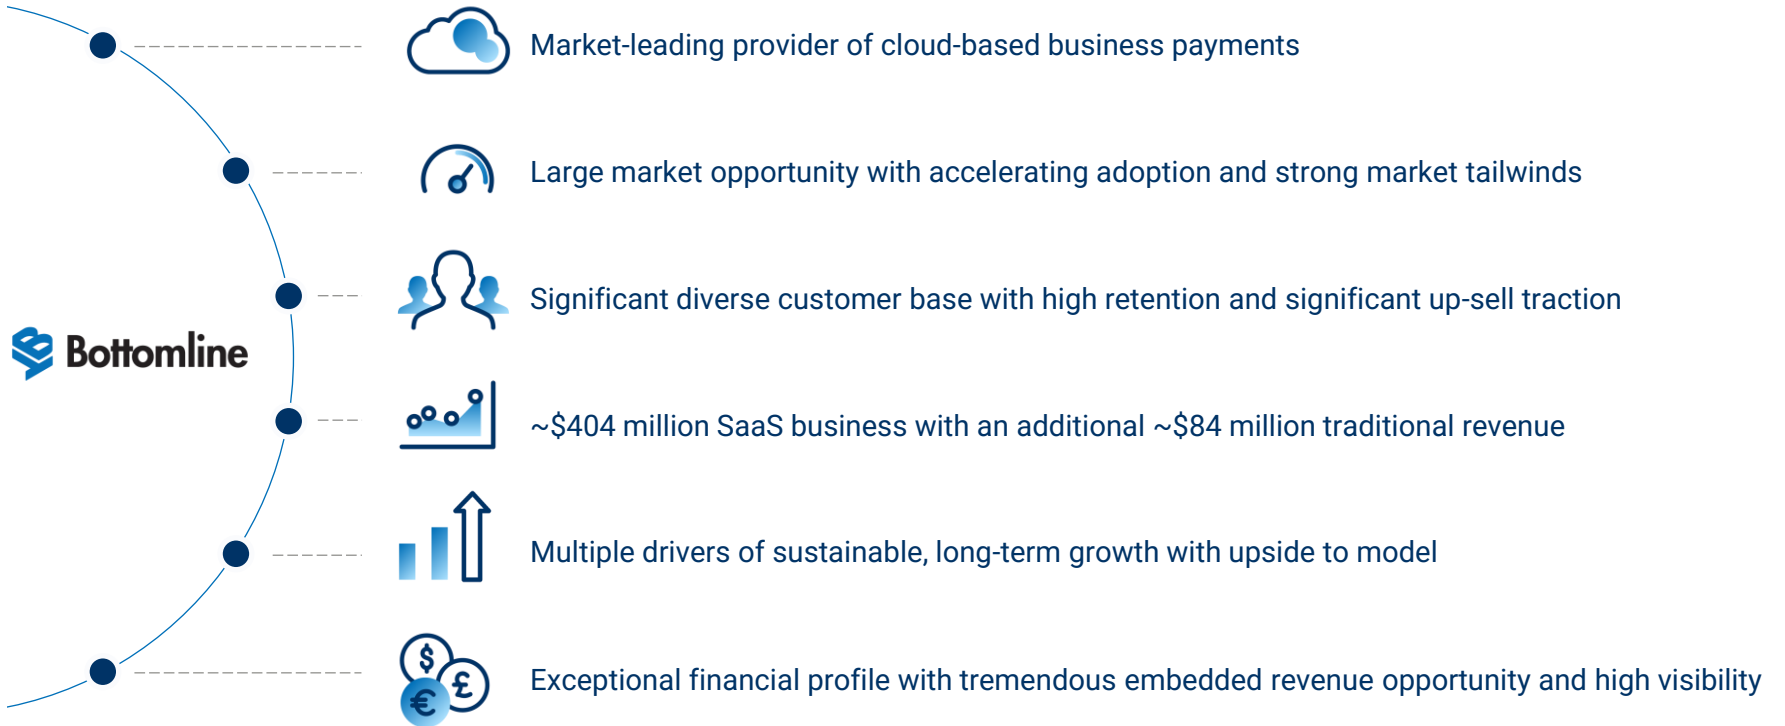 Market-leading provider of cloud-based business payments
Large market opportunity with accelerating adoption and strong market tailwinds
Significant diverse customer base with high retention and significant up-sell traction
Bottomline
~$404 million SaaS business with an additional ~$84 million traditional revenue
Multiple drivers of sustainable, long-term growth with upside to model
$
£
€
Exceptional financial profile with tremendous embedded revenue opportunity and high visibility